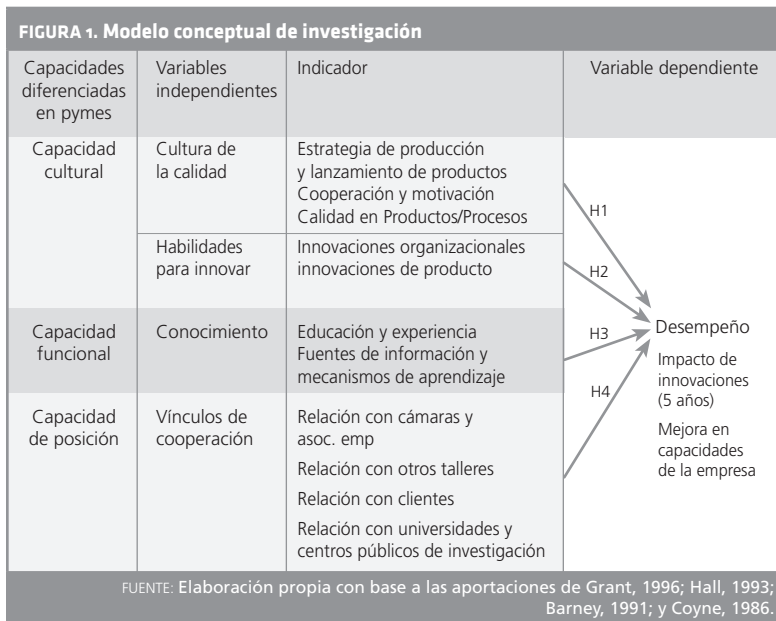 FIGURA 1. Modelo conceptual de investigación
Capacidades
diferenciadas
en pymes
Variables
independientes
Indicador
Variable dependiente
Capacidad
cultural
Cultura de
la calidad
Estrategia de producción
y lanzamiento de productos
Cooperación y motivación
Calidad en Productos/Procesos
Habilidades
para innovar
Innovaciones organizacionales
innovaciones de producto
Capacidad
funcional
Conocimiento
Educación y experiencia
Fuentes de información y
mecanismos de aprendizaje
Capacidad
de posición
Vínculos de
cooperación
Relación con cámaras y
asoc. emp
Relación con otros talleres
Relación con clientes
Relación con universidades y
centros públicos de investigación
H1
H2
H3
H4
Desempeño
Impacto de
innovaciones
(5 años)
Mejora en
capacidades
de la empresa
FUENTE: Elaboración propia con base a las aportaciones de Grant, 1996; Hall, 1993;
Barney, 1991; y Coyne, 1986.